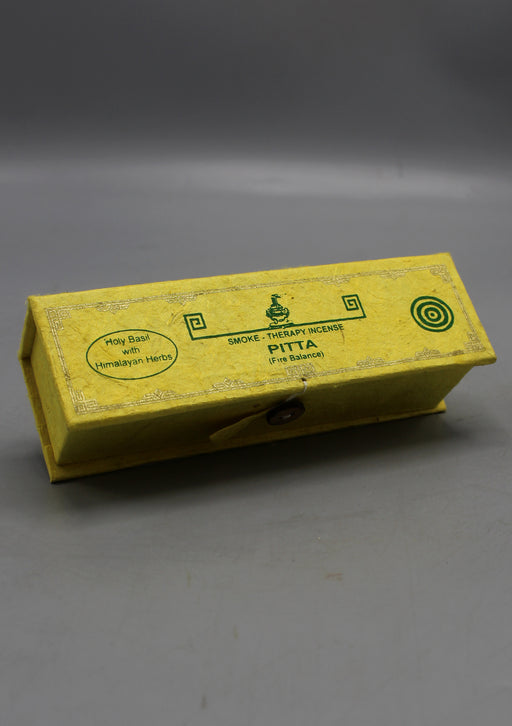 Holy Basil
with
Himalayan Herbs
SMOKE - THERAPY INCENSE
PITTA
(Fire Balance)